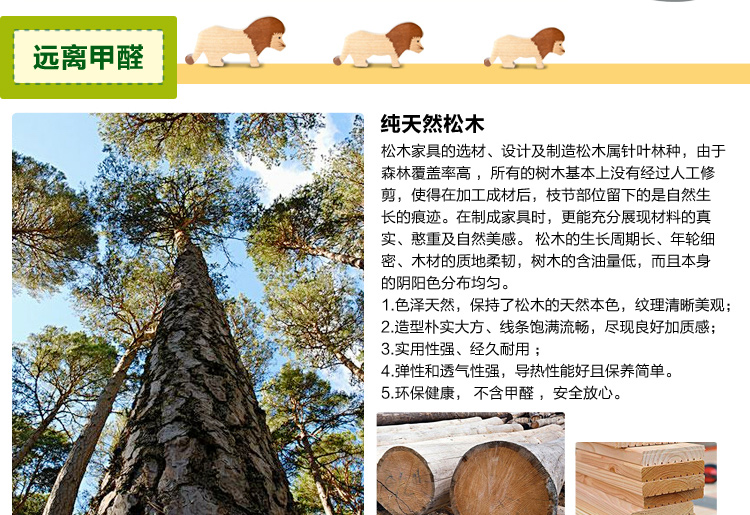 远离甲醛
纯天然松木
松木家具的选材、设计及制造松木属针叶林种，由于
森林覆盖率高 ，所有的树木基本上没有经过人工修
剪，使得在加工成材后，枝节部位留下的是自然生
长的痕迹。在制成家具时，更能充分展现材料的真
实、憨重及自然美感。 松木的生长周期长、年轮细
密、木材的质地柔韧，树木的含油量低，而且本身
的阴阳色分布均匀。
1.色泽天然，保持了松木的天然本色，纹理清晰美观；
2.造型朴实大方、线条饱满流畅，尽现良好加质感；
3.实用性强、经久耐用 ；
4.弹性和透气性强，导热性能好且保养简单。
5.环保健康， 不含甲醛 ，安全放心。